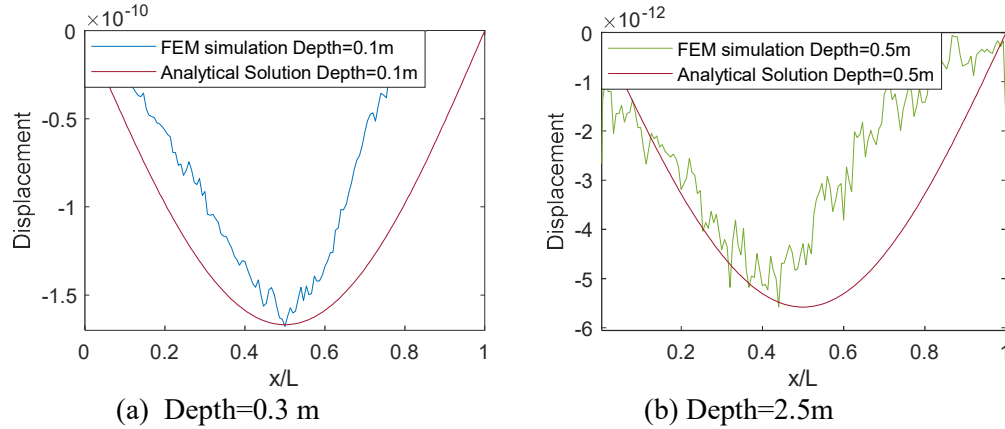 ×10⁻¹⁰
0
-0.5
-1
-1.5
Displacement
FEM simulation Depth=0.1m
Analytical Solution Depth=0.1m
0 0.2 0.4 0.6 0.8 1
x/L
(a) Depth=0.3 m
×10⁻¹²
0
-1
-2
-3
-4
-5
-6
Displacement
FEM simulation Depth=0.5m
Analytical Solution Depth=0.5m
0.2 0.4 0.6 0.8 1
x/L
(b) Depth=2.5m